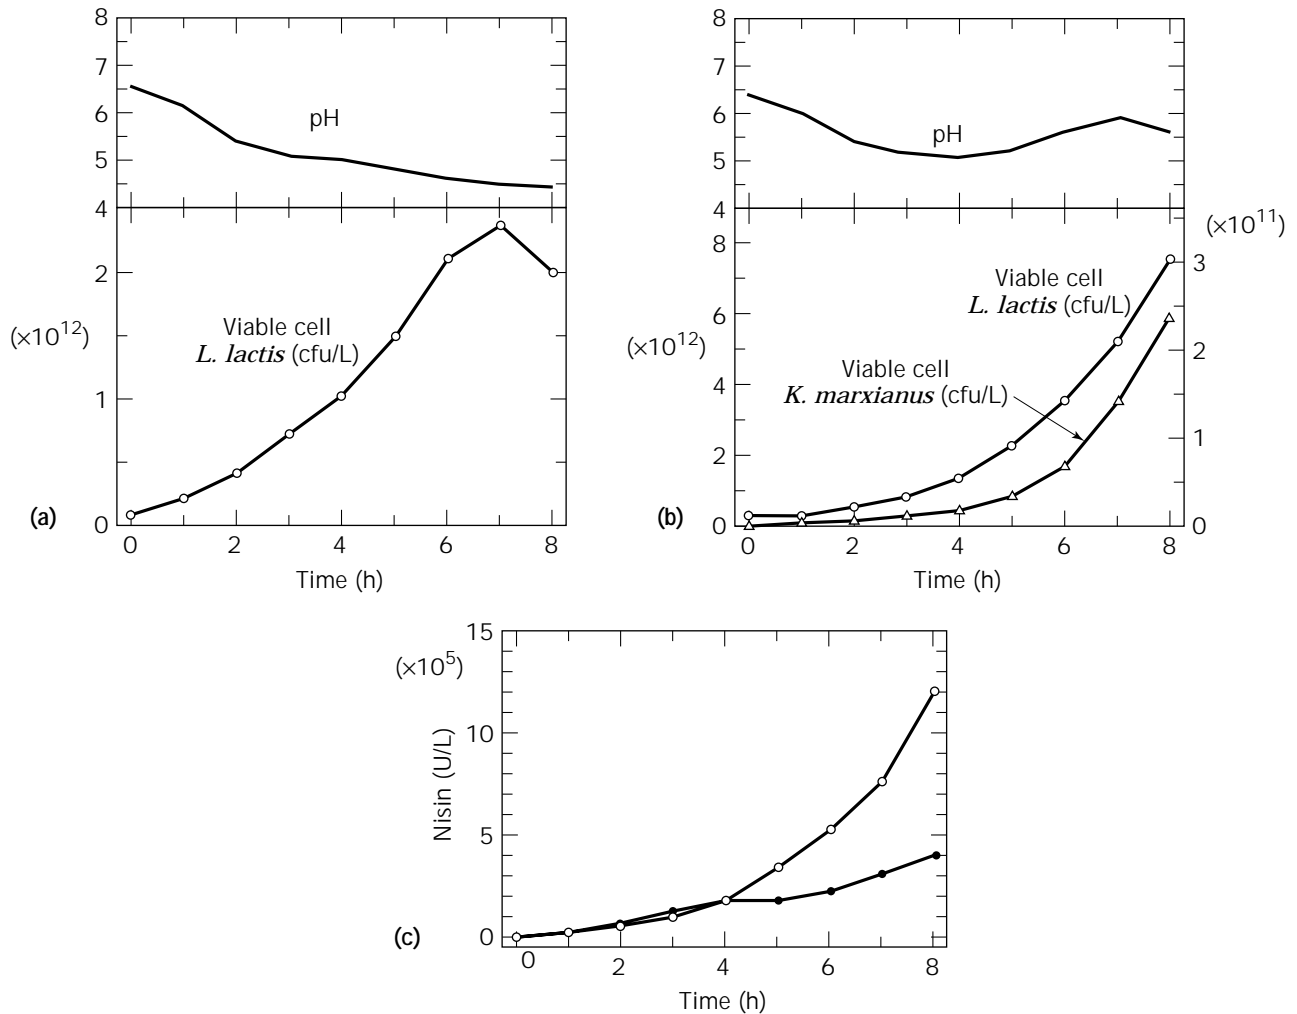 8
7
6
5
pH
4
2
1
0
(×10¹²)
Viable cell
L. lactis (cfu/L)
(a)
0 2 4 6 8
Time (h)
8
7
6
5
pH
4
8
6
4
2
0
(×10¹²)
(×10¹¹)
3
2
1
0
Viable cell
L. lactis (cfu/L)
Viable cell
K. marxianus (cfu/L)
(b)
0 2 4 6 8
Time (h)
15
10
5
0
(×10⁵)
Nisin (U/L)
(c)
0 2 4 6 8
Time (h)